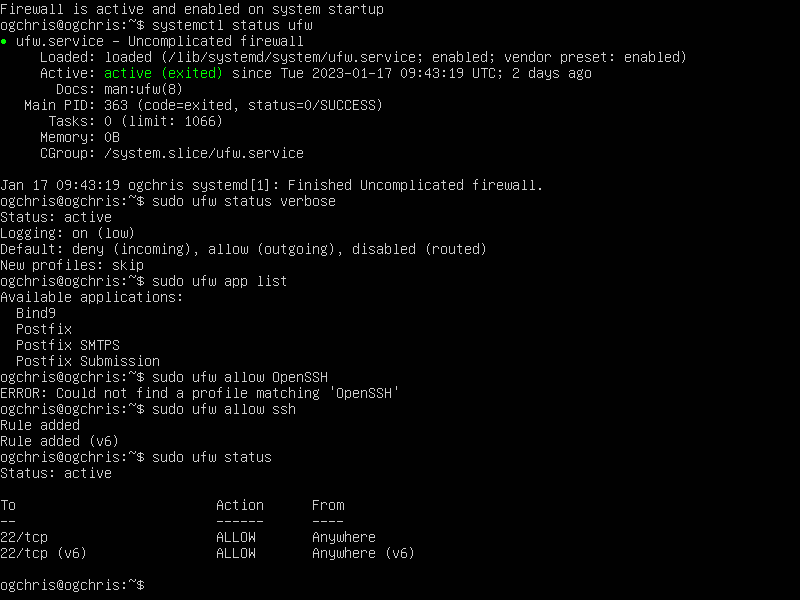 Firewall is active and enabled on system startup
ogchris@ogchris:~$ systemctl status ufw
● ufw.service - Uncomplicated firewall
     Loaded: loaded (/lib/systemd/system/ufw.service; enabled; vendor preset: enabled)
     Active: active (exited) since Tue 2023-01-17 09:43:19 UTC; 2 days ago
       Docs: man:ufw(8)
   Main PID: 363 (code=exited, status=0/SUCCESS)
      Tasks: 0 (limit: 1066)
     Memory: 0B
     CGroup: /system.slice/ufw.service
Jan 17 09:43:19 ogchris systemd[1]: Finished Uncomplicated firewall.
ogchris@ogchris:~$ sudo ufw status verbose
Status: active
Logging: on (low)
Default: deny (incoming), allow (outgoing), disabled (routed)
New profiles: skip
ogchris@ogchris:~$ sudo ufw app list
Available applications:
  Bind9
  Postfix
  Postfix SMTPS
  Postfix Submission
ogchris@ogchris:~$ sudo ufw allow OpenSSH
ERROR: Could not find a profile matching 'OpenSSH'
ogchris@ogchris:~$ sudo ufw allow ssh
Rule added
Rule added (v6)
ogchris@ogchris:~$ sudo ufw status
Status: active
To                         Action      From
--                         ------      ----
22/tcp                     ALLOW       Anywhere
22/tcp (v6)                ALLOW       Anywhere (v6)
ogchris@ogchris:~$